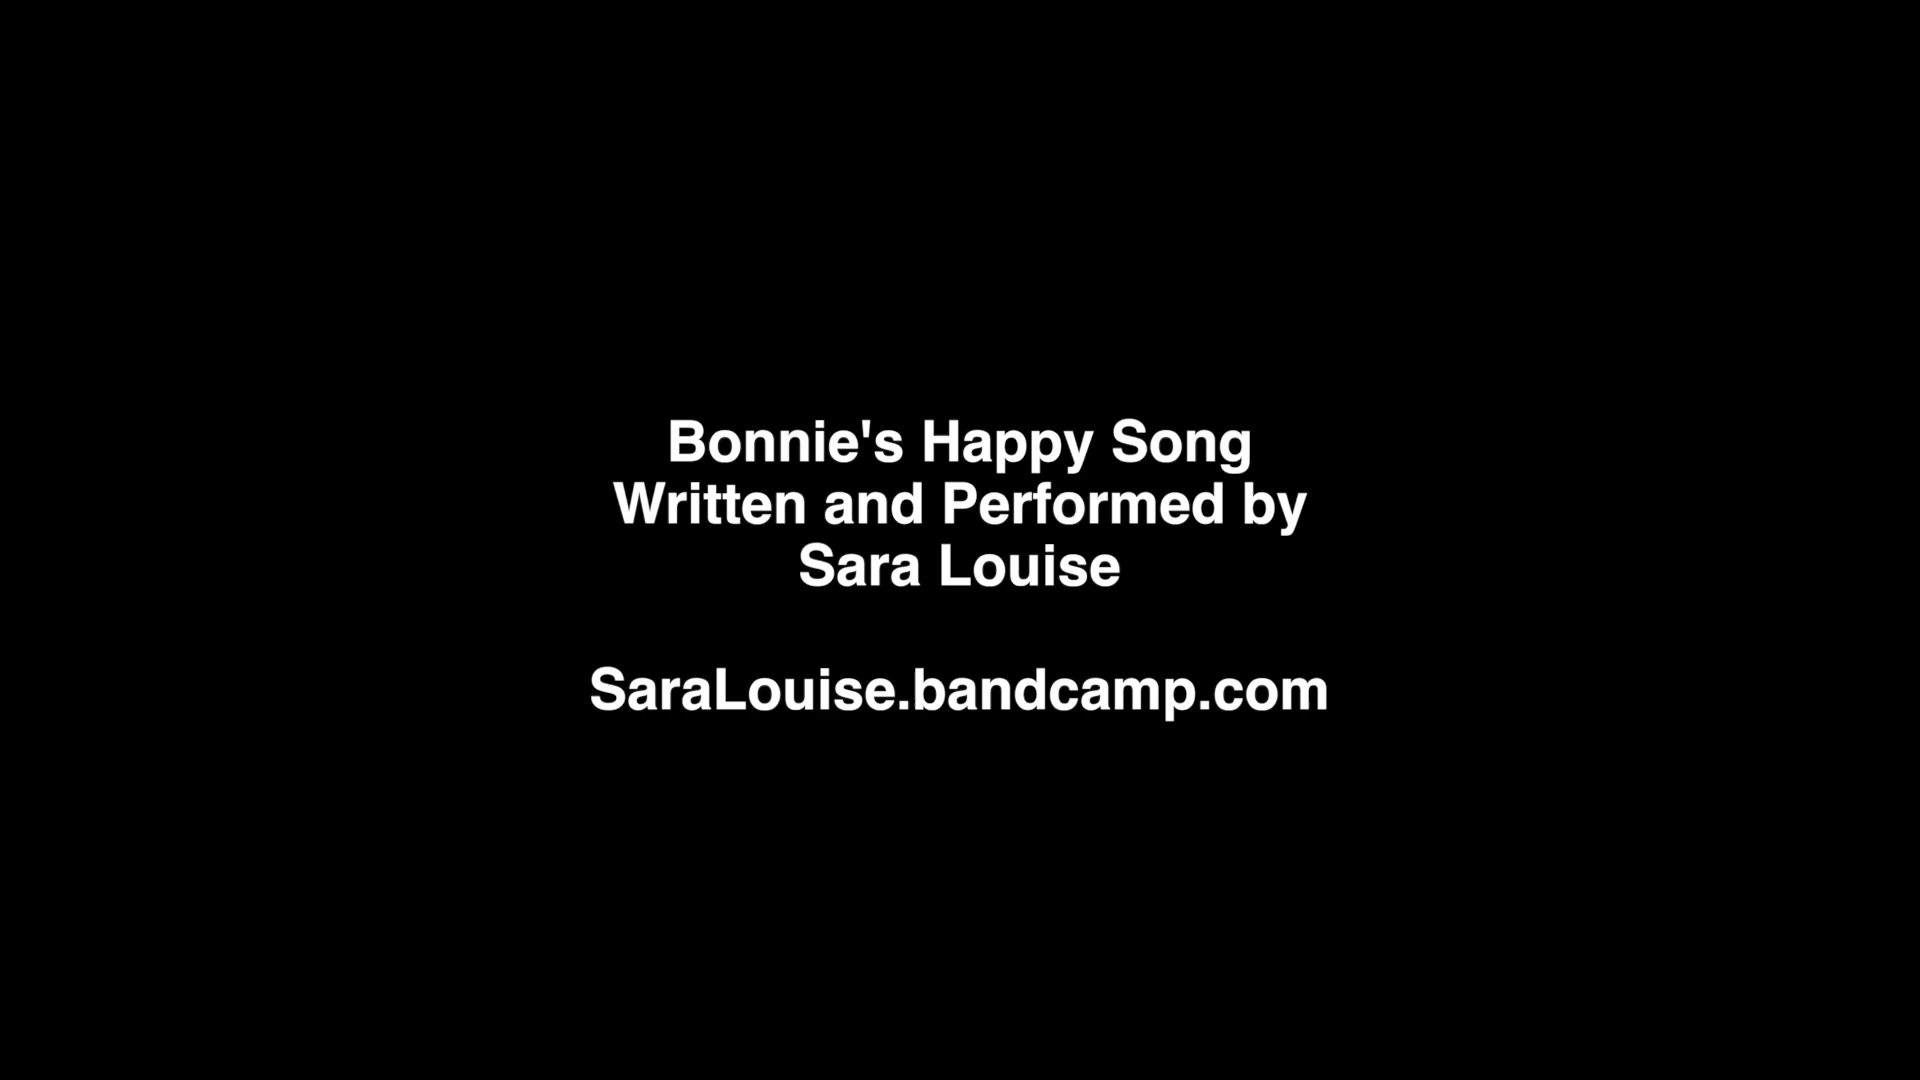 Bonnie's Happy Song
Written and Performed by
Sara Louise
SaraLouise.bandcamp.com